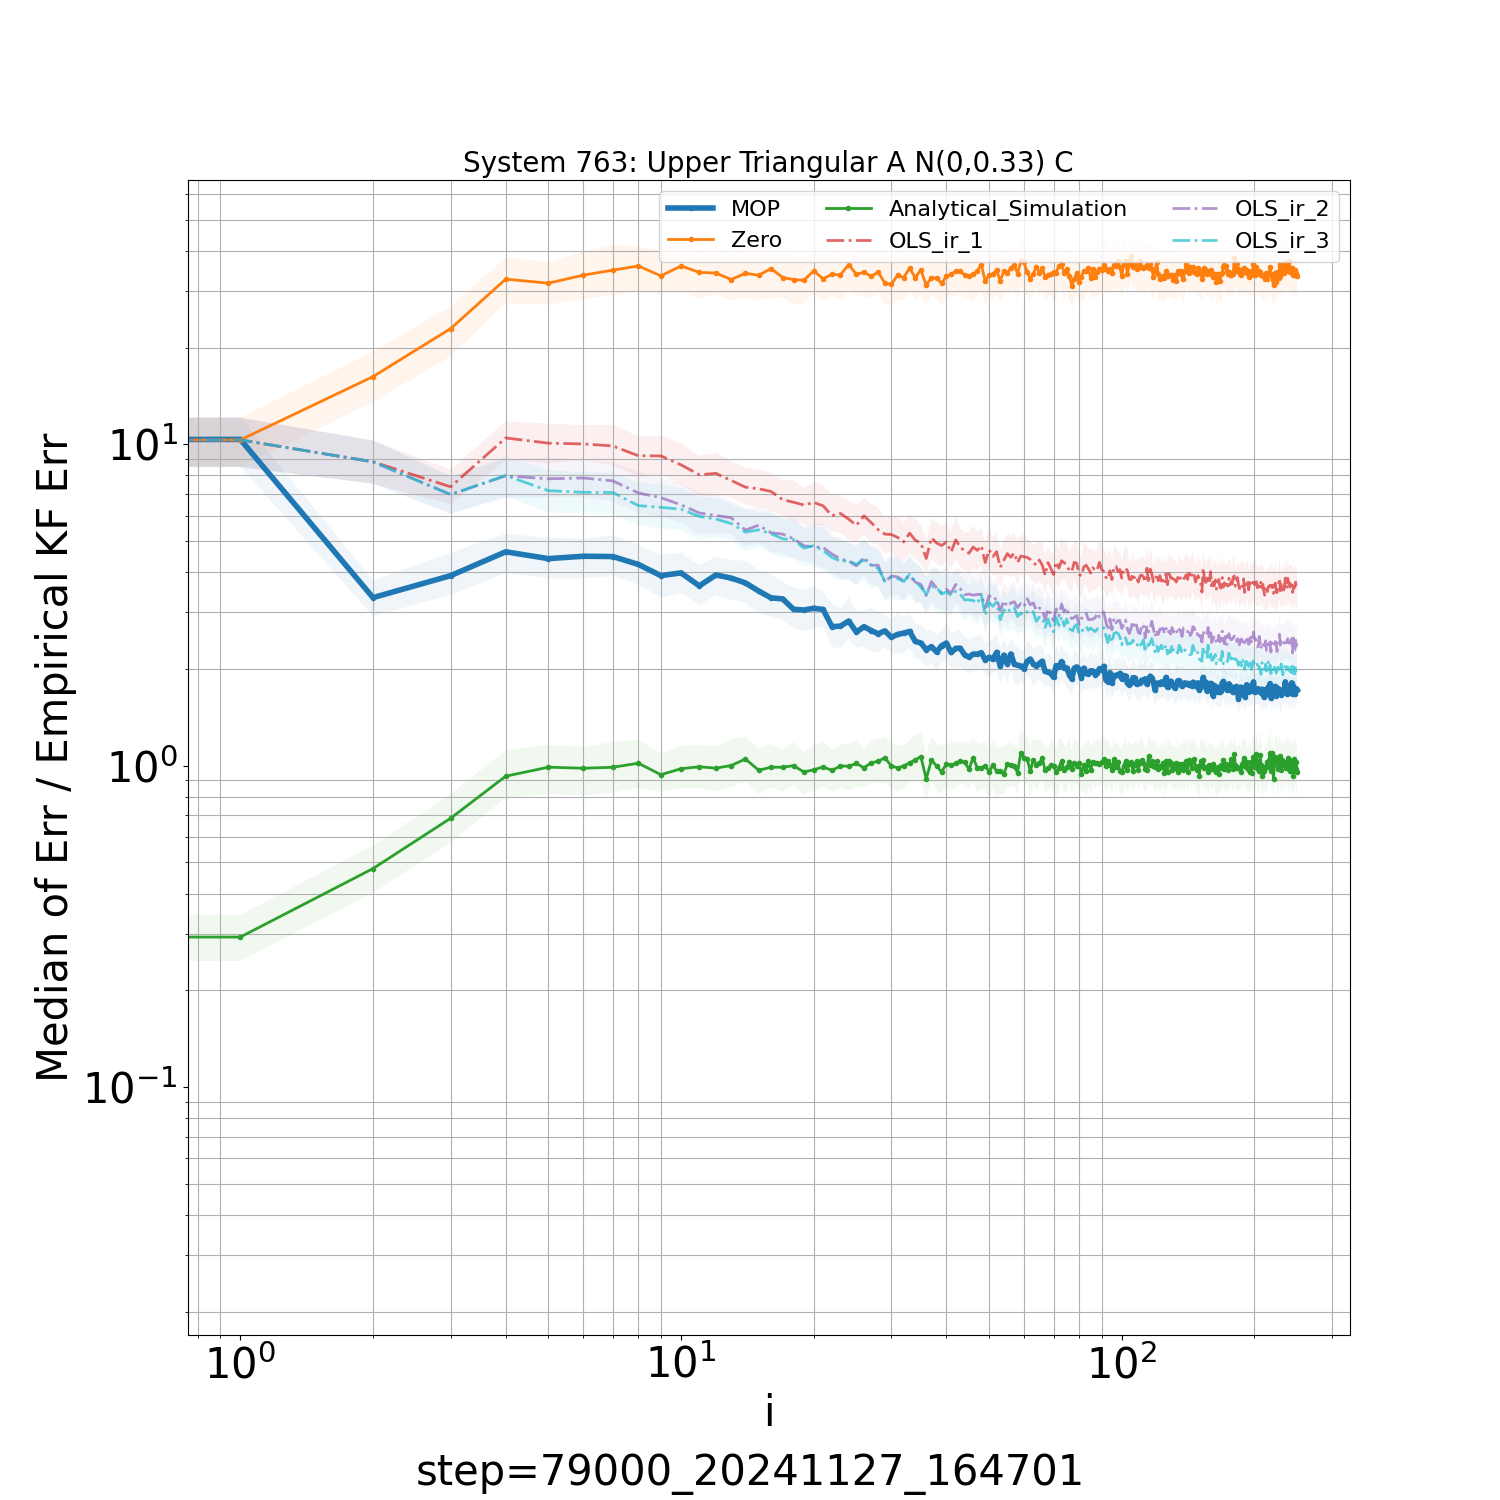 System 763: Upper Triangular A N(0,0.33) C
MOP
Zero
Analytical_Simulation
OLS_ir_1
OLS_ir_2
OLS_ir_3
Median of Err / Empirical KF Err
10¹
10⁰
10⁻¹
10⁰
10¹
10²
i
step=79000_20241127_164701